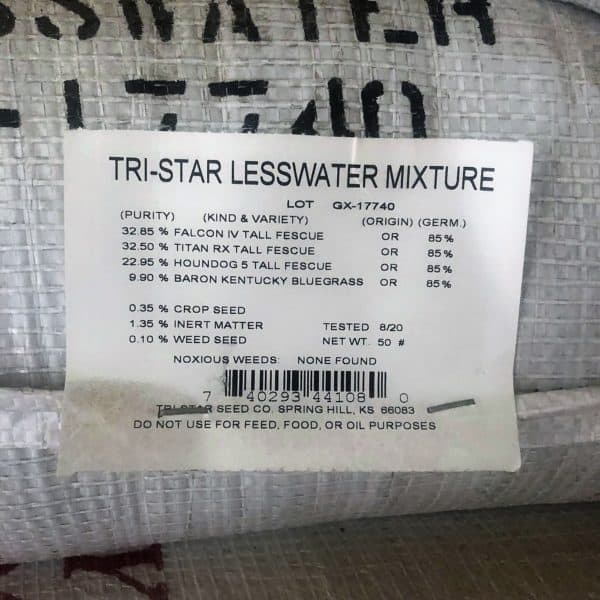 SSWATER
-17740
TRI-STAR LESSWATER MIXTURE
LOT GX-17740
(PURITY) (KIND & VARIETY) (ORIGIN) (GERM.)
32.85 % FALCON IV TALL FESCUE OR 85%
32.50 % TITAN RX TALL FESCUE OR 85%
22.95 % HOUNDOG 5 TALL FESCUE OR 85%
9.90 % BARON KENTUCKY BLUEGRASS OR 85%
0.35 % CROP SEED
1.35 % INERT MATTER TESTED 8/20
0.10 % WEED SEED NET WT. 50 #
NOXIOUS WEEDS: NONE FOUND
7 40293 44108 0
TRI-STAR SEED CO. SPRING HILL, KS 66083
DO NOT USE FOR FEED, FOOD, OR OIL PURPOSES